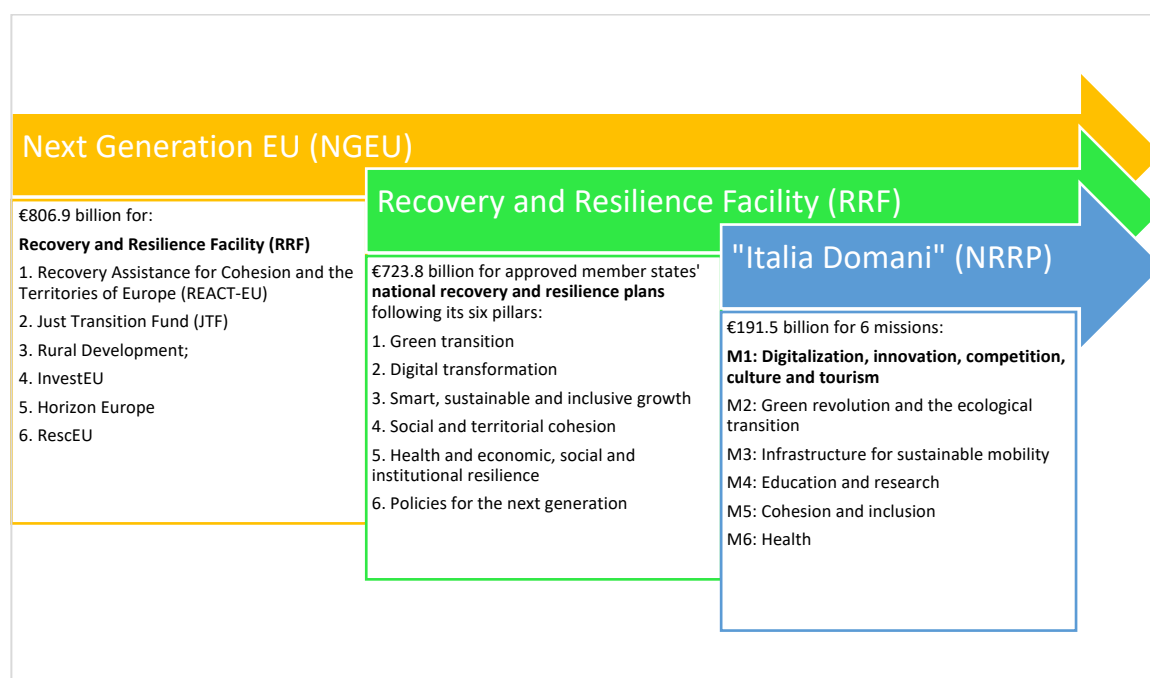 Next Generation EU (NGEU)
€806.9 billion for:
Recovery and Resilience Facility (RRF)
1. Recovery Assistance for Cohesion and the
Territories of Europe (REACT-EU)
2. Just Transition Fund (JTF)
3. Rural Development;
4. InvestEU
5. Horizon Europe
6. RescEU
Recovery and Resilience Facility (RRF)
€723.8 billion for approved member states'
national recovery and resilience plans
following its six pillars:
1. Green transition
2. Digital transformation
3. Smart, sustainable and inclusive growth
4. Social and territorial cohesion
5. Health and economic, social and
institutional resilience
6. Policies for the next generation
"Italia Domani" (NRRP)
€191.5 billion for 6 missions:
M1: Digitalization, innovation, competition,
culture and tourism
M2: Green revolution and the ecological
transition
M3: Infrastructure for sustainable mobility
M4: Education and research
M5: Cohesion and inclusion
M6: Health